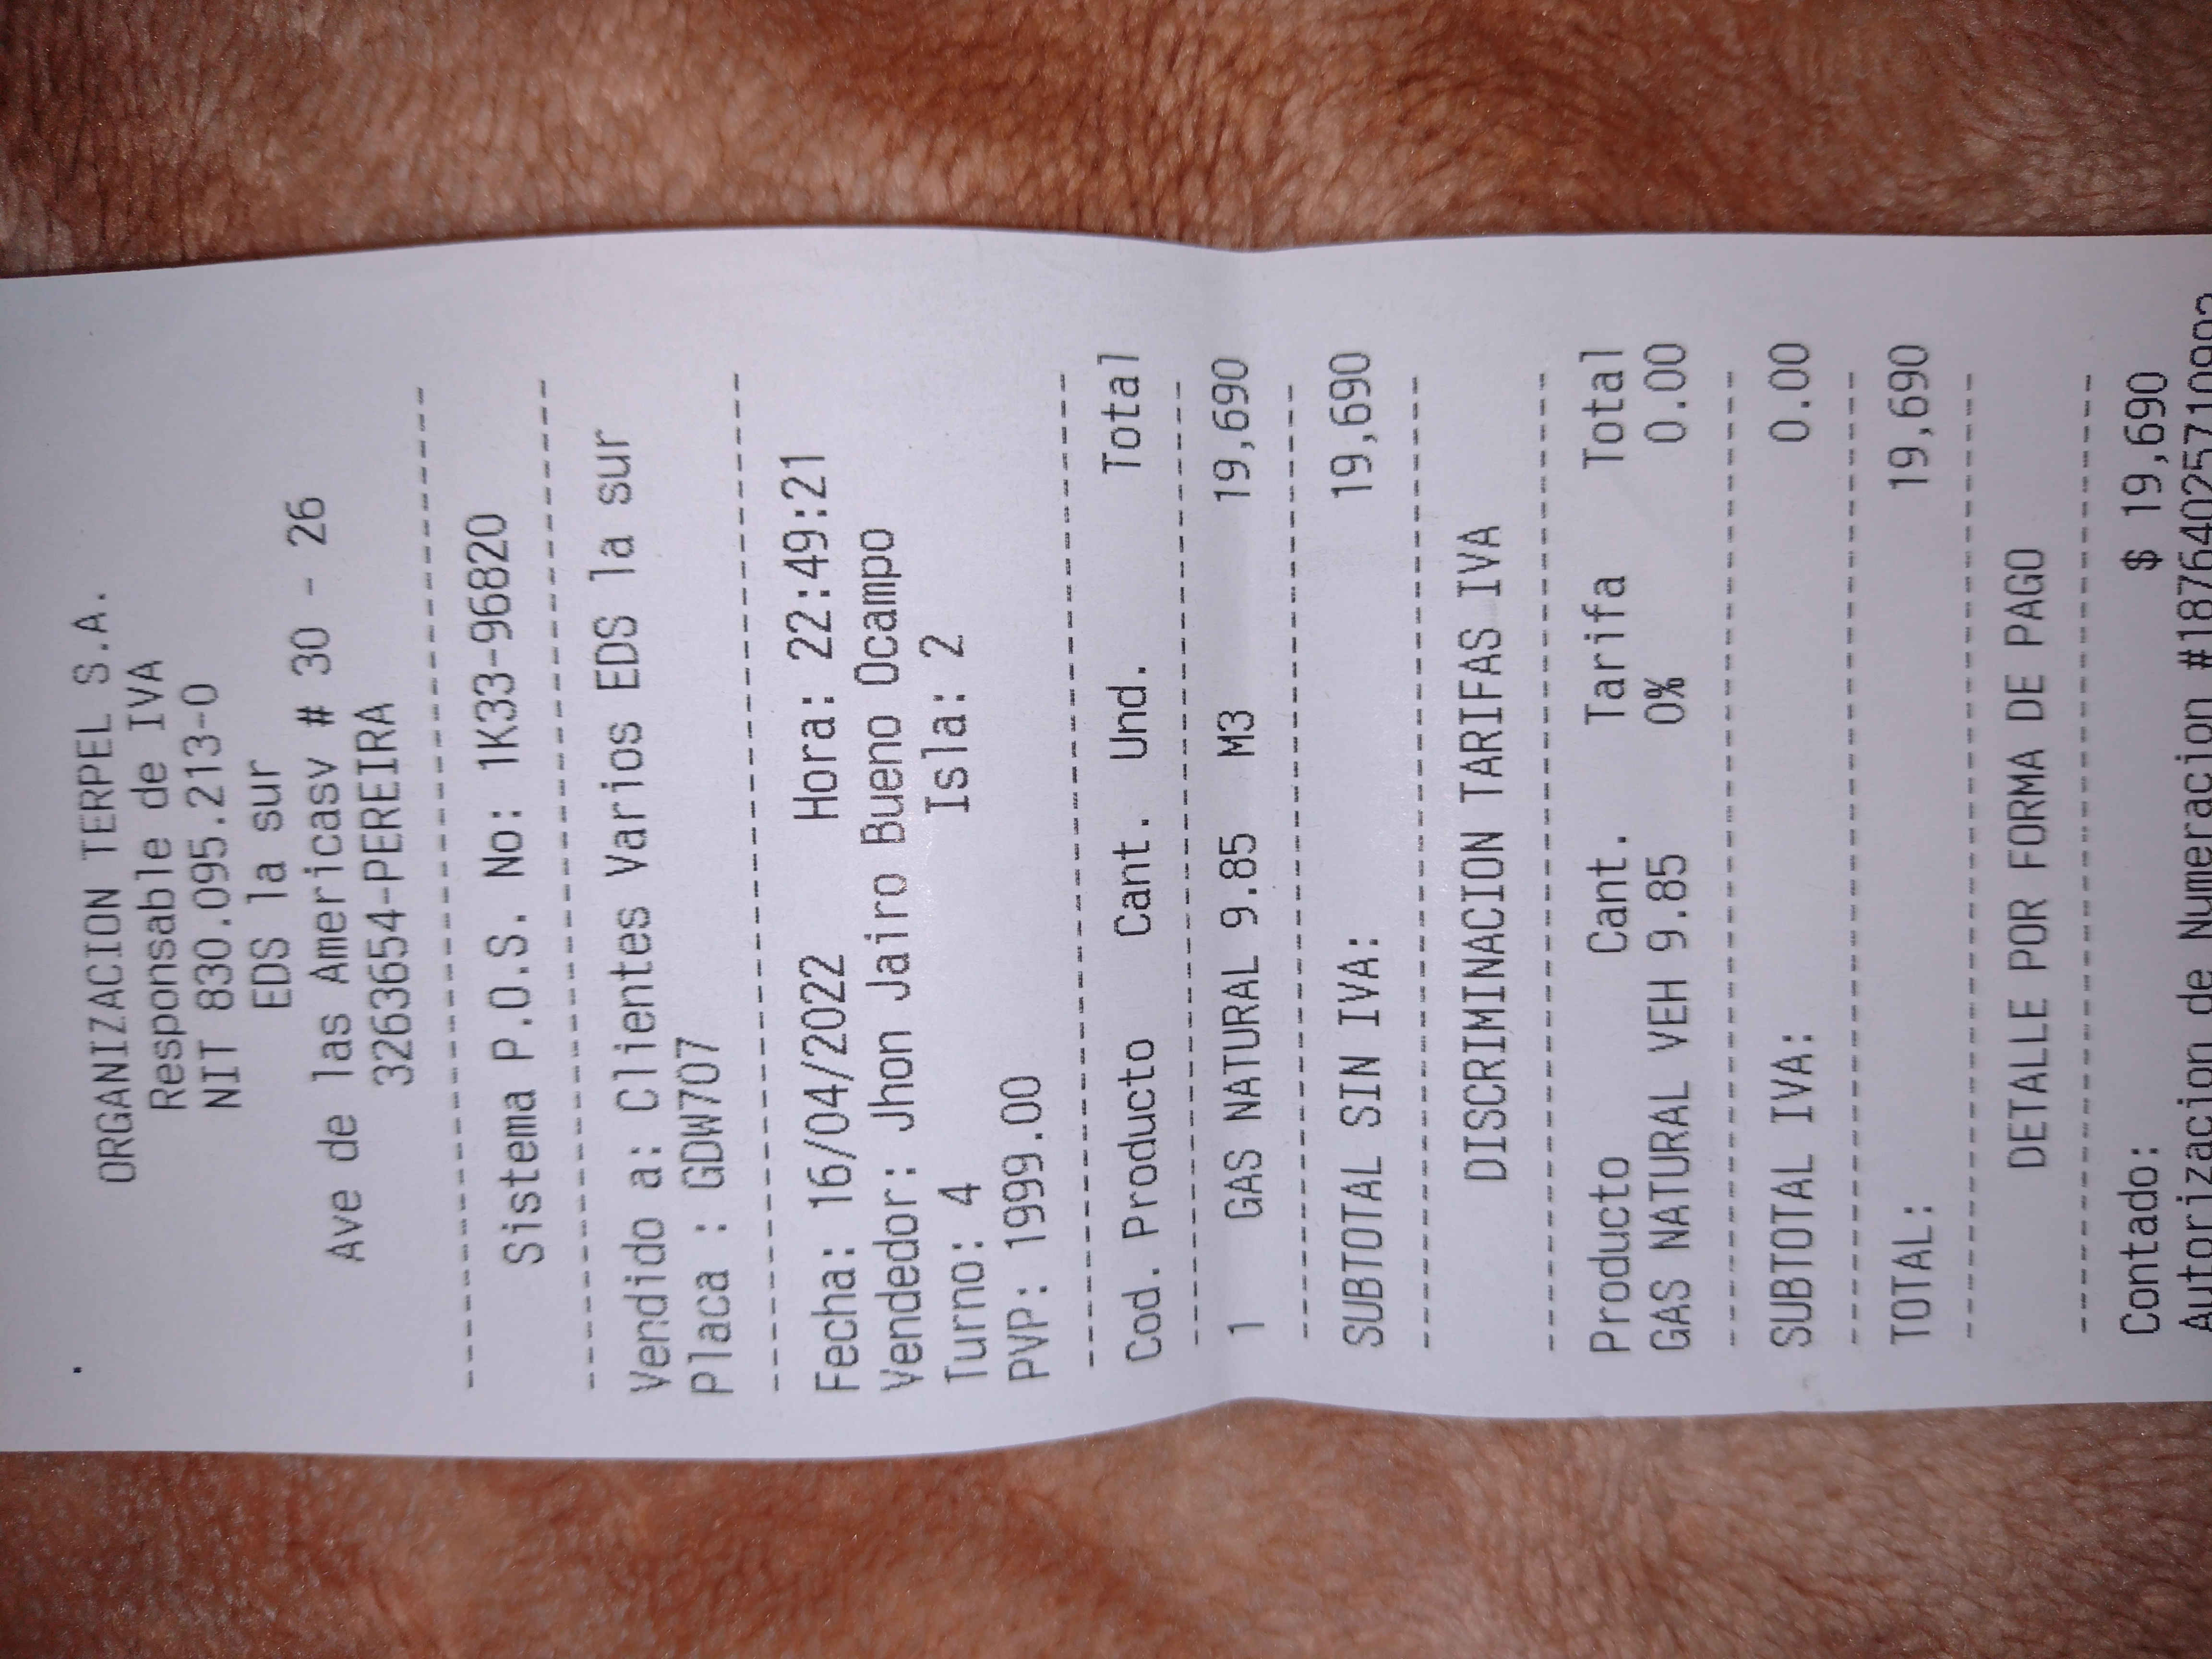 ORGANIZACION TERPEL S.A.
Responsable de IVA
NIT 830.095.213-0
EDS la sur
Ave de las Americasv # 30 - 26
3263654-PEREIRA
Sistema P.O.S. No: 1K33-96820
Vendido a: Clientes Varios EDS la sur
Placa : GDW707
Fecha: 16/04/2022 Hora: 22:49:21
Vendedor: Jhon Jairo Bueno Ocampo
Turno: 4 Isla: 2
PVP: 1999.00
Cod. Producto Cant. Und. Total
1 GAS NATURAL 9.85 M3 19,690
SUBTOTAL SIN IVA: 19,690
DISCRIMINACION TARIFAS IVA
Producto Cant. Tarifa Total
GAS NATURAL VEH 9.85 0% 0.00
SUBTOTAL IVA: 0.00
TOTAL: 19,690
DETALLE POR FORMA DE PAGO
Contado: $ 19,690
Autorizacion de Numeracion